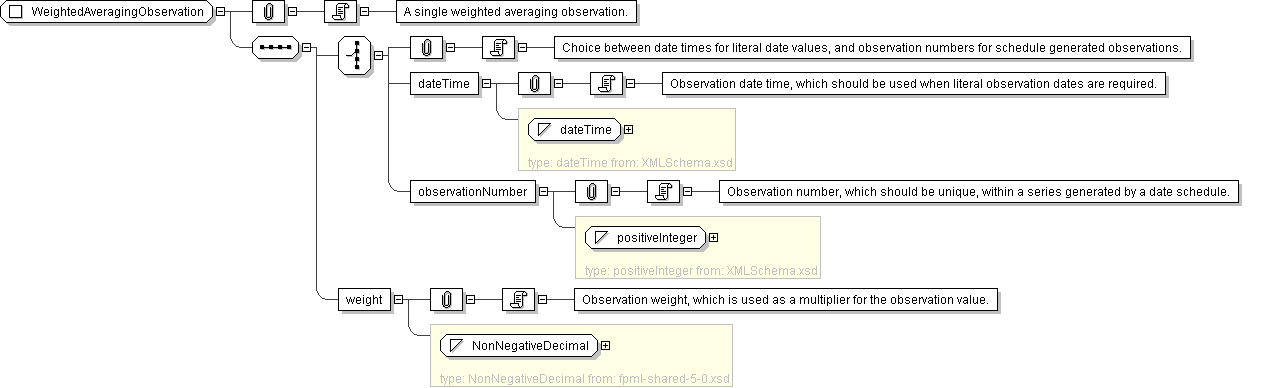 WeightedAveragingObservation
A single weighted averaging observation.
Choice between date times for literal date values, and observation numbers for schedule generated observations.
dateTime
Observation date time, which should be used when literal observation dates are required.
dateTime
type: dateTime from: XMLSchema.xsd
observationNumber
Observation number, which should be unique, within a series generated by a date schedule.
positiveInteger
type: positiveInteger from: XMLSchema.xsd
weight
Observation weight, which is used as a multiplier for the observation value.
NonNegativeDecimal
type: NonNegativeDecimal from: fpml-shared-5-0.xsd